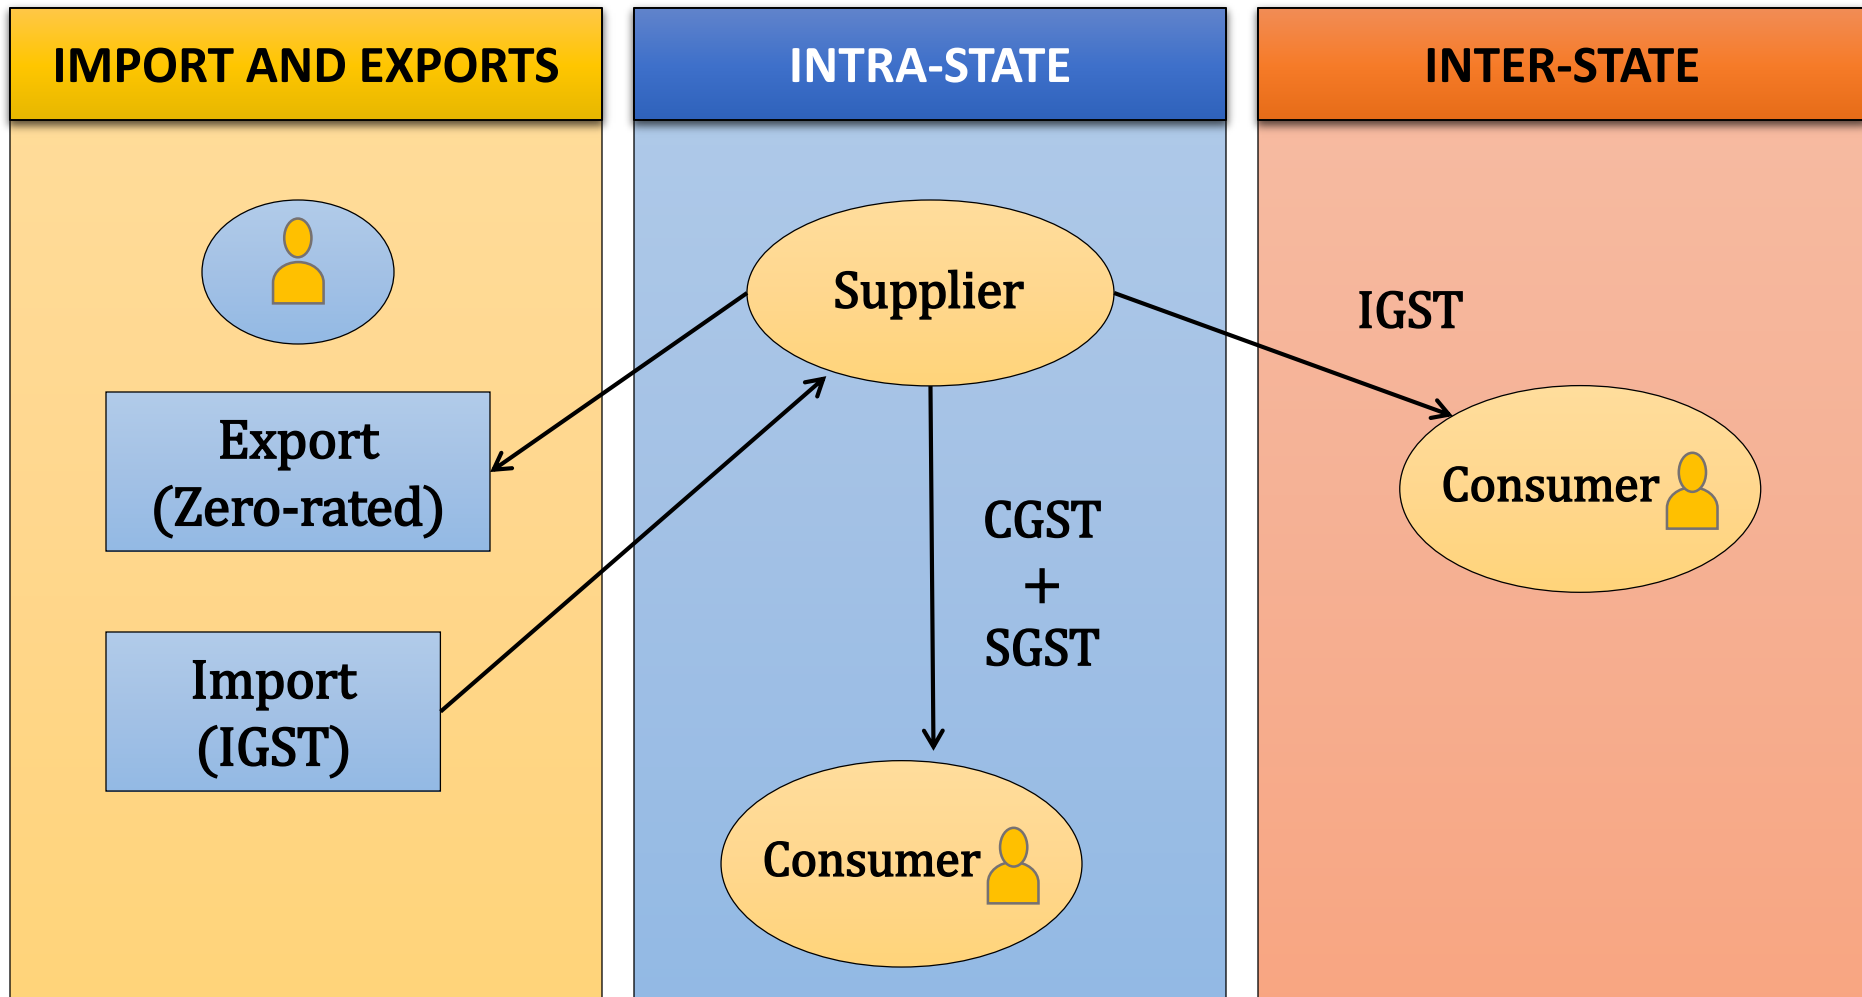 IMPORT AND EXPORTS
Export
(Zero-rated)
Import
(IGST)
INTRA-STATE
Supplier
CGST
+
SGST
Consumer
INTER-STATE
IGST
Consumer